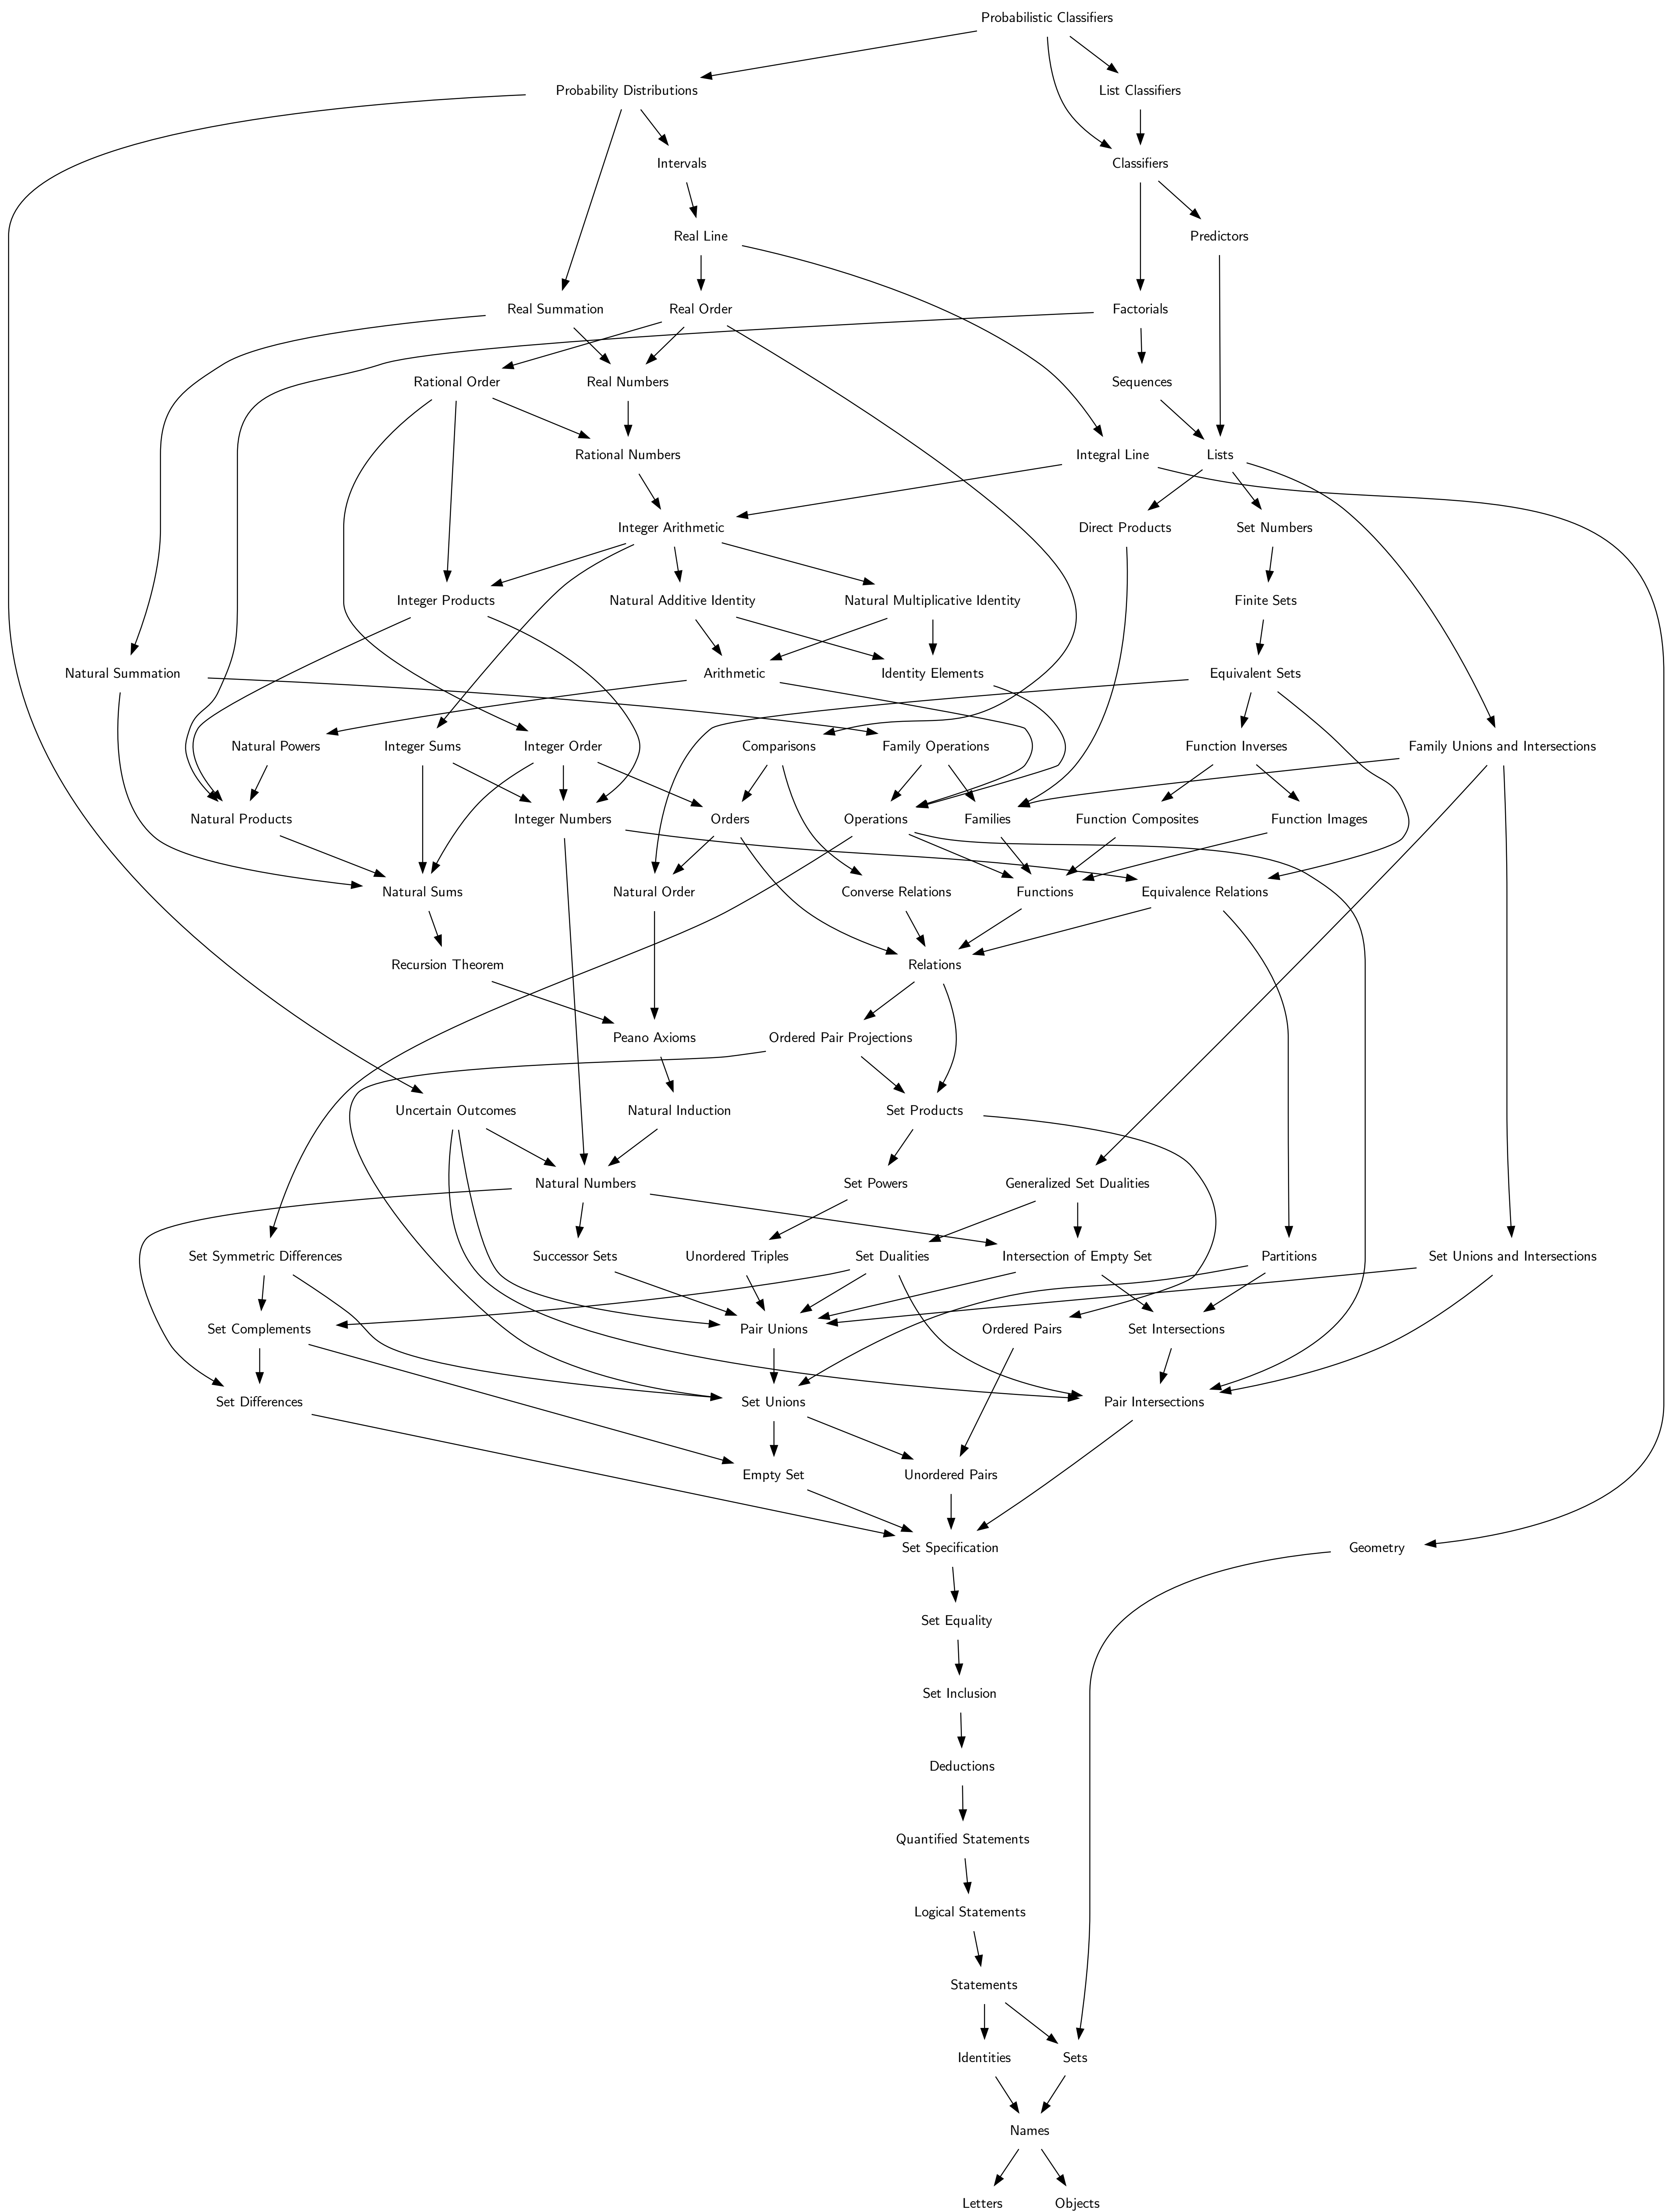 Probabilistic Classifiers
Probability Distributions
List Classifiers
Intervals
Classifiers
Real Line
Predictors
Real Summation
Real Order
Factorials
Rational Order
Real Numbers
Sequences
Rational Numbers
Integral Line
Lists
Integer Arithmetic
Direct Products
Set Numbers
Integer Products
Natural Additive Identity
Natural Multiplicative Identity
Finite Sets
Natural Summation
Arithmetic
Identity Elements
Equivalent Sets
Natural Powers
Integer Sums
Integer Order
Comparisons
Family Operations
Function Inverses
Family Unions and Intersections
Natural Products
Integer Numbers
Orders
Operations
Families
Function Composites
Function Images
Natural Sums
Natural Order
Converse Relations
Functions
Equivalence Relations
Recursion Theorem
Relations
Peano Axioms
Ordered Pair Projections
Uncertain Outcomes
Natural Induction
Set Products
Natural Numbers
Set Powers
Generalized Set Dualities
Set Symmetric Differences
Successor Sets
Unordered Triples
Set Dualities
Intersection of Empty Set
Partitions
Set Unions and Intersections
Set Complements
Pair Unions
Ordered Pairs
Set Intersections
Set Differences
Set Unions
Pair Intersections
Empty Set
Unordered Pairs
Set Specification
Geometry
Set Equality
Set Inclusion
Deductions
Quantified Statements
Logical Statements
Statements
Identities
Sets
Names
Letters
Objects